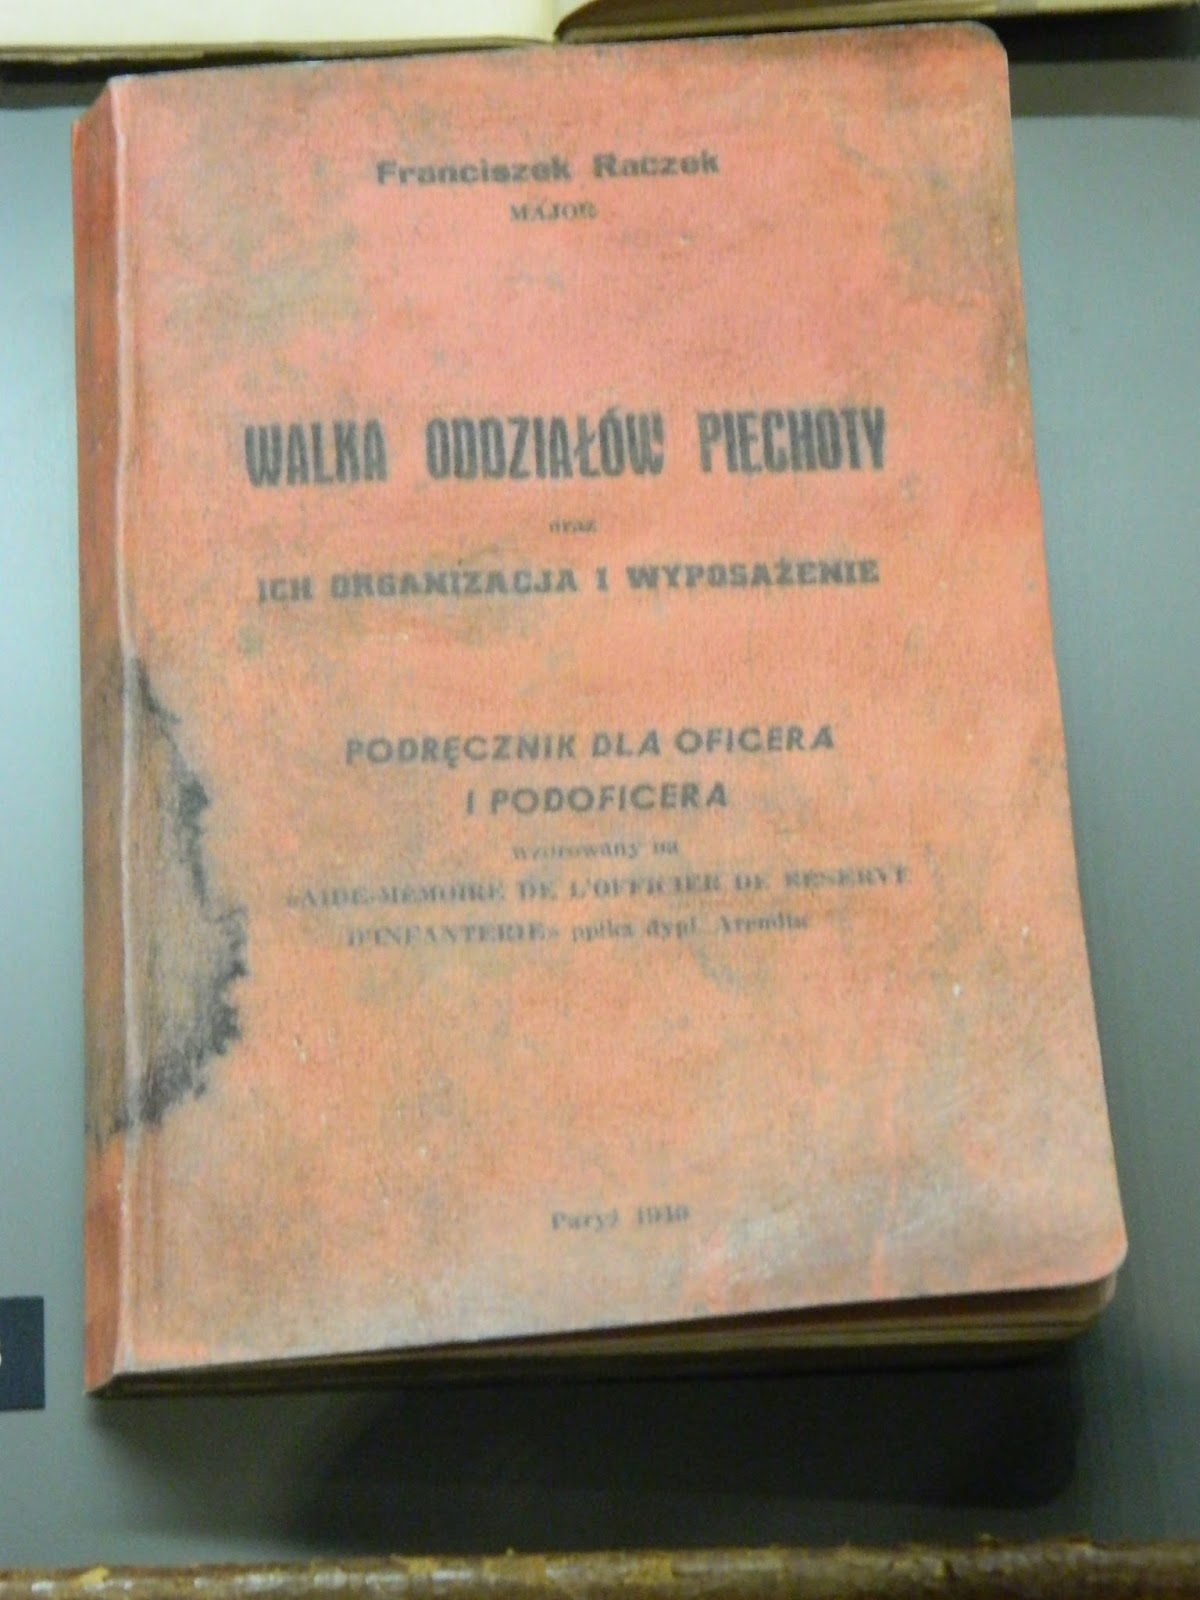 Franciszek Raczek
MAJOR
WALKA ODDZIAŁÓW PIECHOTY
oraz
ICH ORGANIZACJA I WYPOSAŻENIE
PODRĘCZNIK DLA OFICERA
I PODOFICERA
wzorowany na
«AIDE-MEMOIRE DE L'OFFICIER DE RESERVE
D'INFANTERIE» ppłka dypl.
Paryż 1940